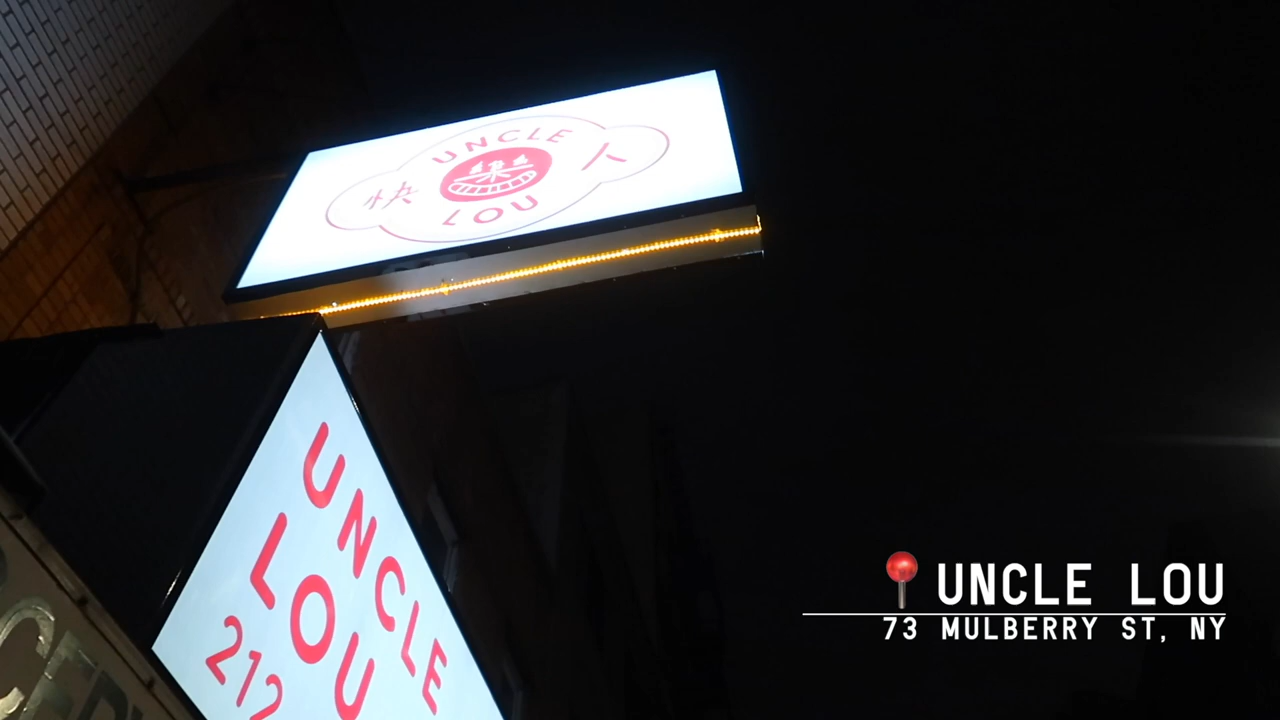 UNCLE
快 樂 人
LOU
UNCLE
LOU
212
UNCLE LOU
73 MULBERRY ST, NY